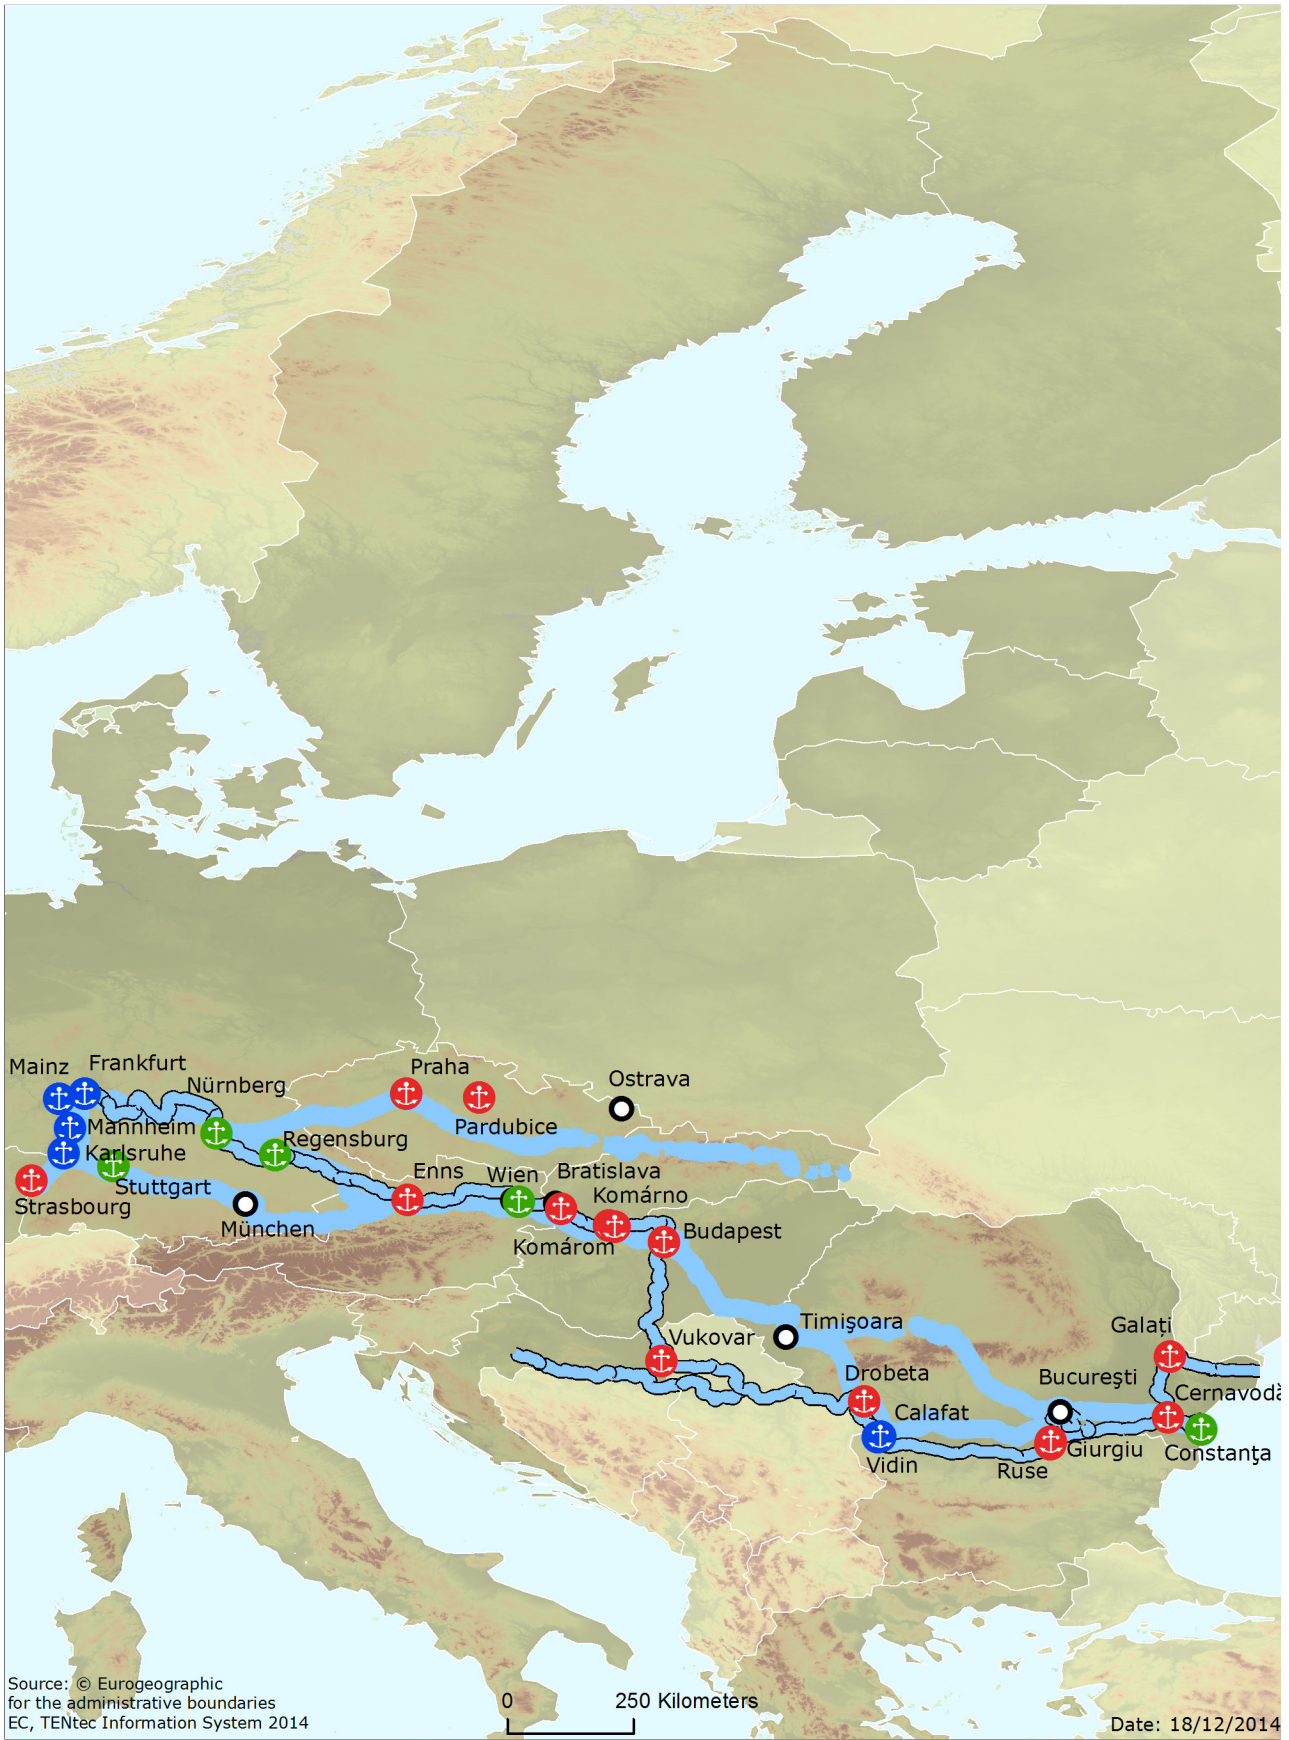 Mainz
Frankfurt
Praha
Nürnberg
Ostrava
Mannheim
Pardubice
Karlsruhe
Regensburg
Stuttgart
Enns
Wien
Bratislava
Strasbourg
München
Komárno
Komárom
Budapest
Timişoara
Vukovar
Galați
Drobeta
Bucureşti
Cernavodă
Calafat
Vidin
Ruse
Giurgiu
Constanţa
Source: © Eurogeographic
for the administrative boundaries
EC, TENtec Information System 2014
0 250 Kilometers
Date: 18/12/2014